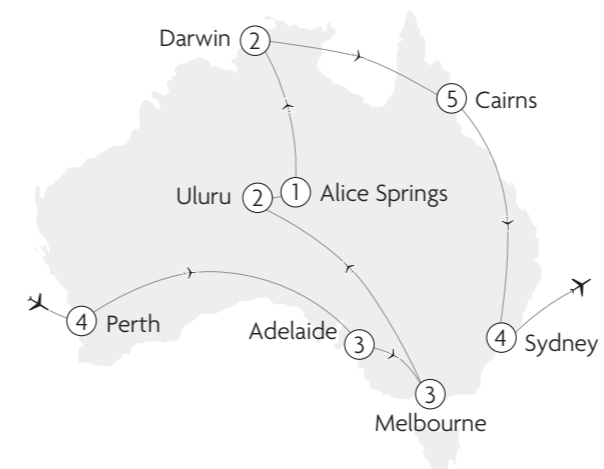 Darwin 2
5 Cairns
Uluru 2 1 Alice Springs
4 Perth
Adelaide 3
4 Sydney
3
Melbourne